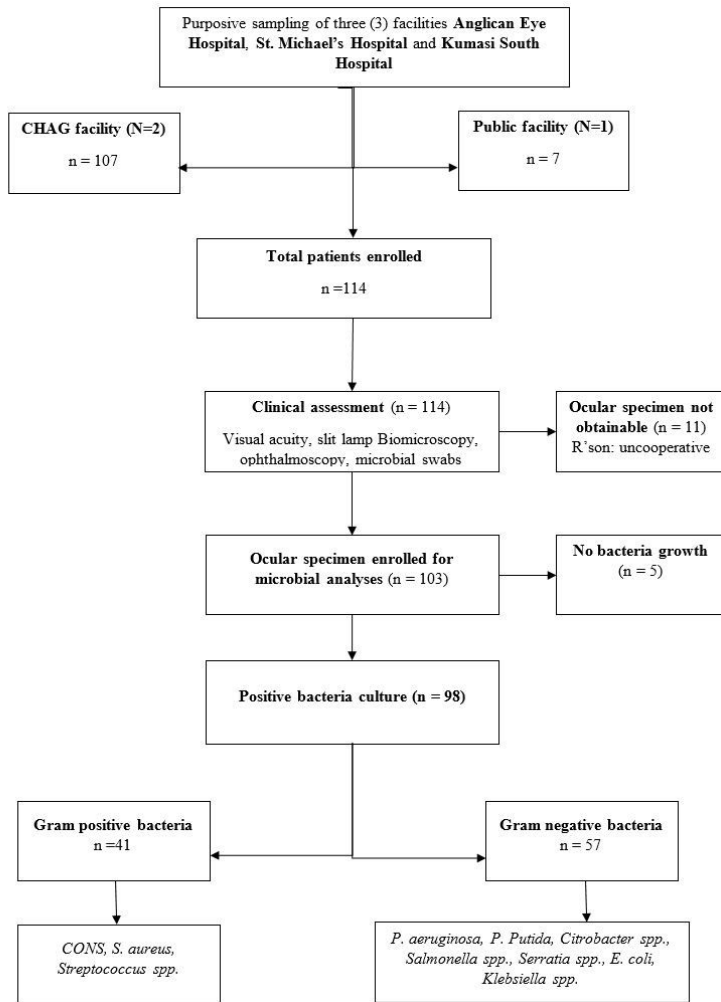 Purposive sampling of three (3) facilities Anglican Eye
Hospital, St. Michael's Hospital and Kumasi South
Hospital
CHAG facility (N=2)
n = 107
Public facility (N=1)
n = 7
Total patients enrolled
n =114
Clinical assessment (n = 114)
Visual acuity, slit lamp Biomicroscopy,
ophthalmoscopy, microbial swabs
Ocular specimen not
obtainable (n = 11)
R'son: uncooperative
Ocular specimen enrolled for
microbial analyses (n = 103)
No bacteria growth
(n = 5)
Positive bacteria culture (n = 98)
Gram positive bacteria
n =41
Gram negative bacteria
n = 57
CONS, S. aureus,
Streptococcus spp.
P. aeruginosa, P. Putida, Citrobacter spp.,
Salmonella spp., Serratia spp., E. coli,
Klebsiella spp.